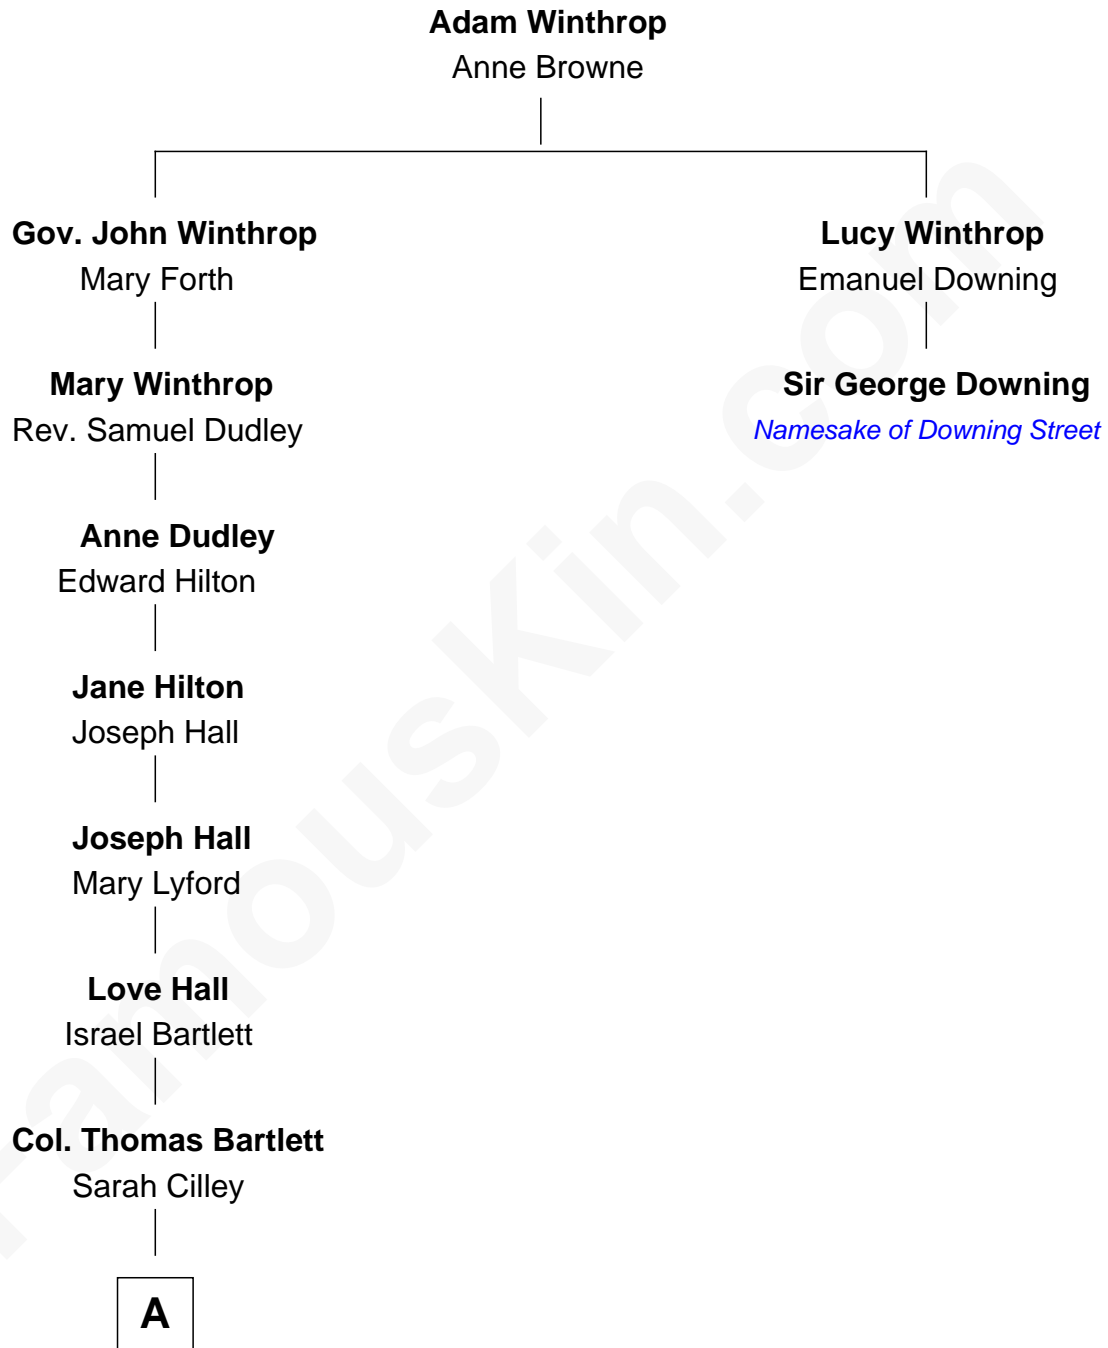 Adam Winthrop
Anne Browne
Gov. John Winthrop
Mary Forth
Lucy Winthrop
Emanuel Downing
Mary Winthrop
Rev. Samuel Dudley
Sir George Downing
Namesake of Downing Street
Anne Dudley
Edward Hilton
Jane Hilton
Joseph Hall
Joseph Hall
Mary Lyford
Love Hall
Israel Bartlett
Col. Thomas Bartlett
Sarah Cilley
A
FamousKin.com